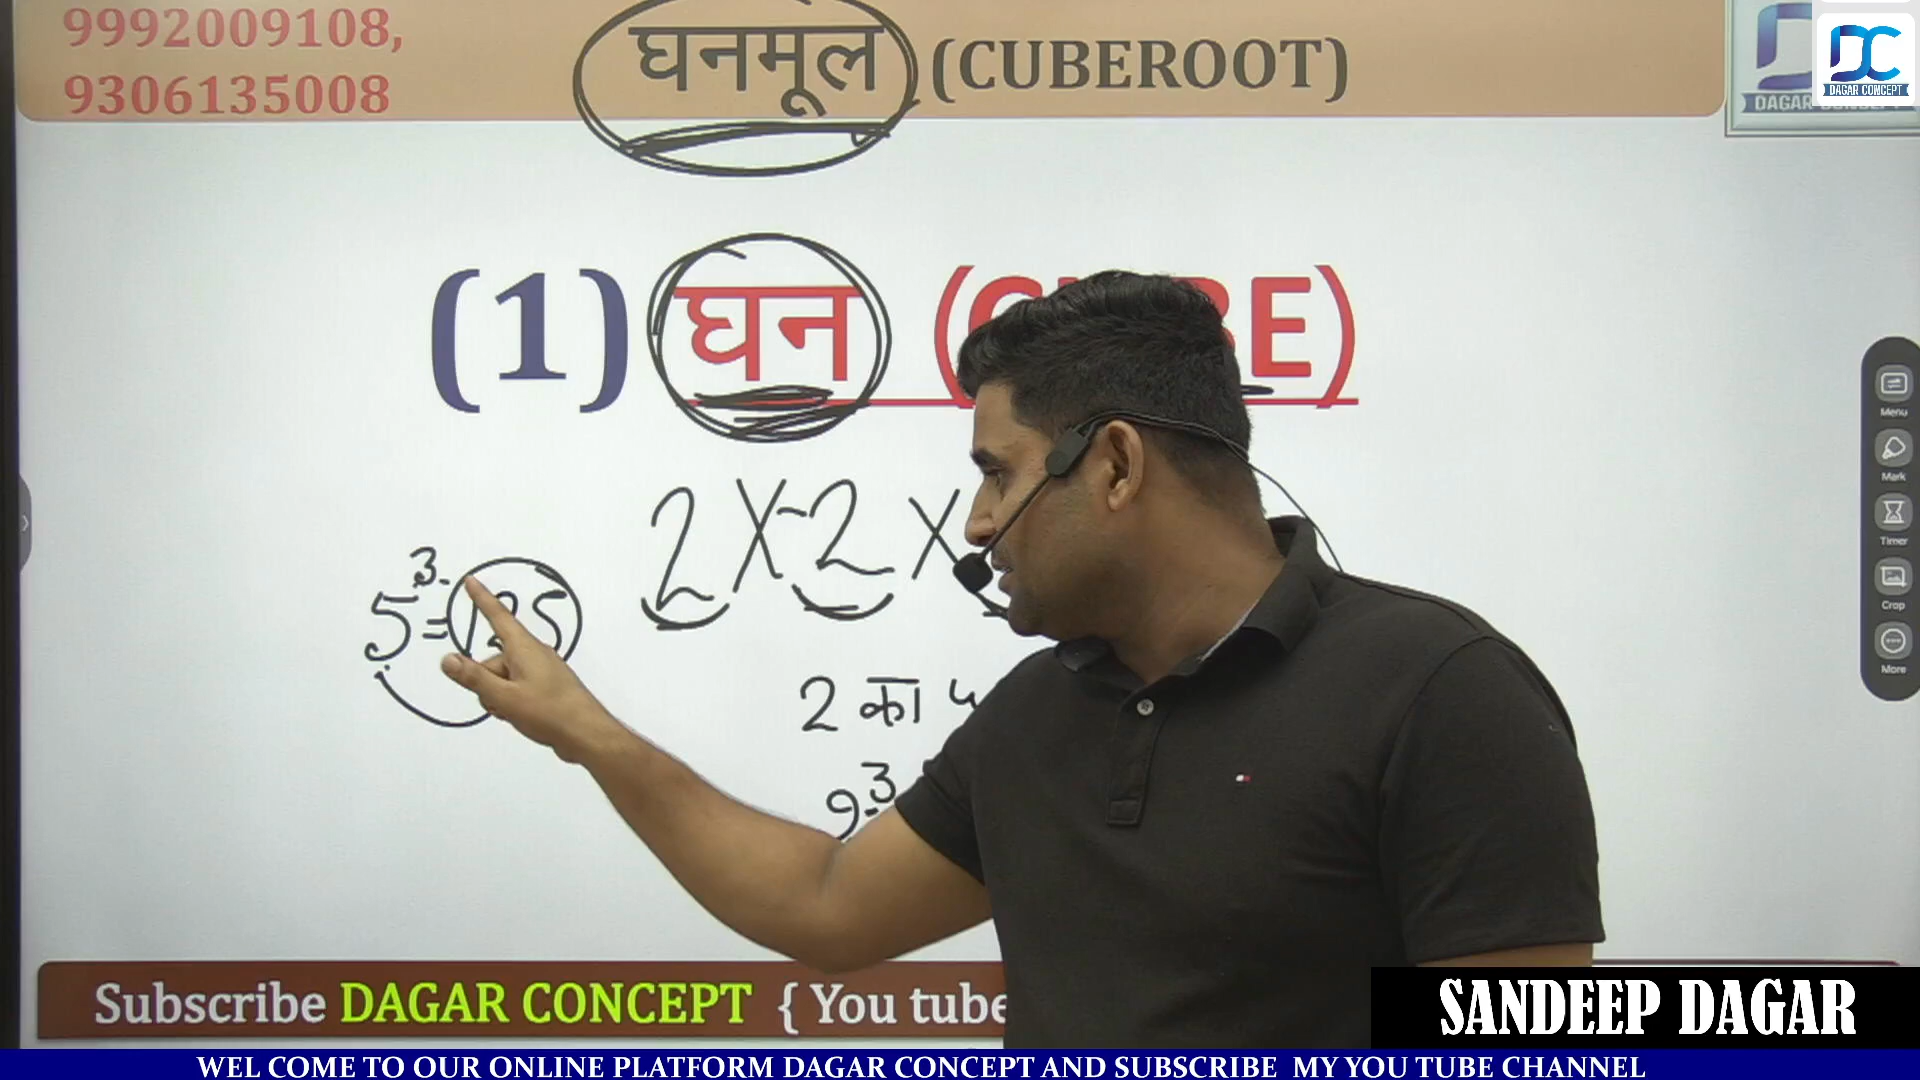 9992009108,
9306135008
घनमूल (CUBEROOT)
DC
DAGAR CONCEPT
(1) घन (CUBE)
2 X -2 X
5³ = 125
2 का
9³
Menu
Mark
Timer
Crop
More
Subscribe DAGAR CONCEPT { You tube
SANDEEP DAGAR
WEL COME TO OUR ONLINE PLATFORM DAGAR CONCEPT AND SUBSCRIBE MY YOU TUBE CHANNEL